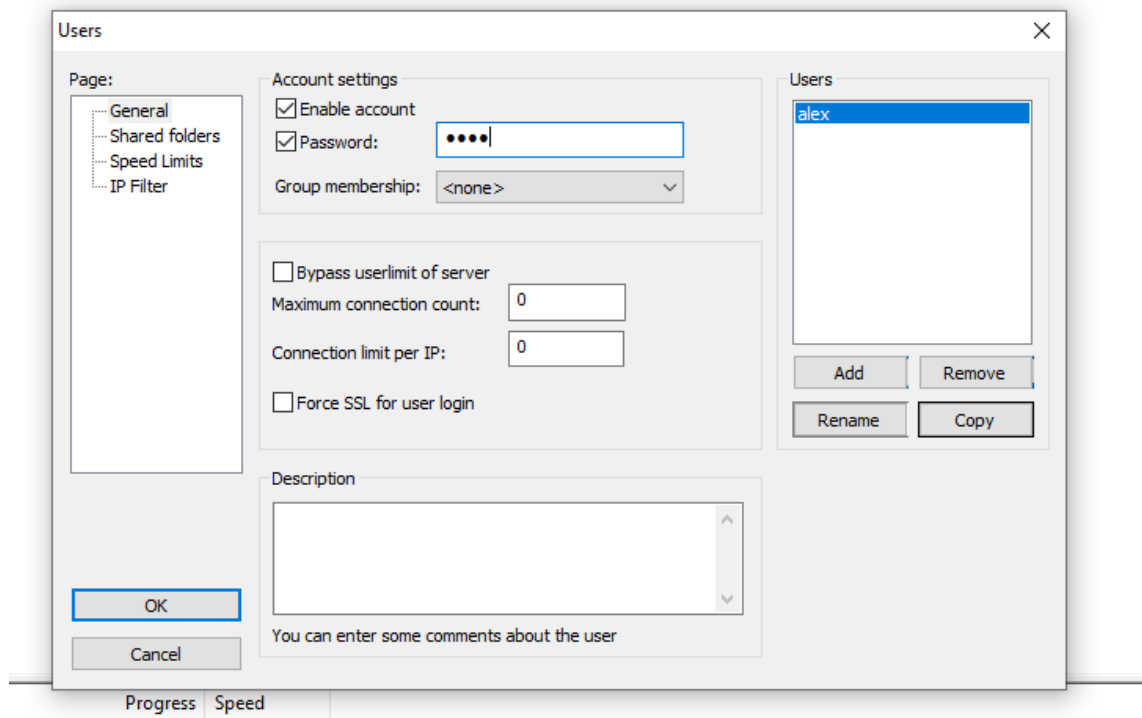 Users
Page:
General
Shared folders
Speed Limits
IP Filter
OK
Cancel
Account settings
Enable account
Password: ••••
Group membership: <none>
Bypass userlimit of server
Maximum connection count: 0
Connection limit per IP: 0
Force SSL for user login
Description
You can enter some comments about the user
Users
alex
Add Remove
Rename Copy
Progress Speed